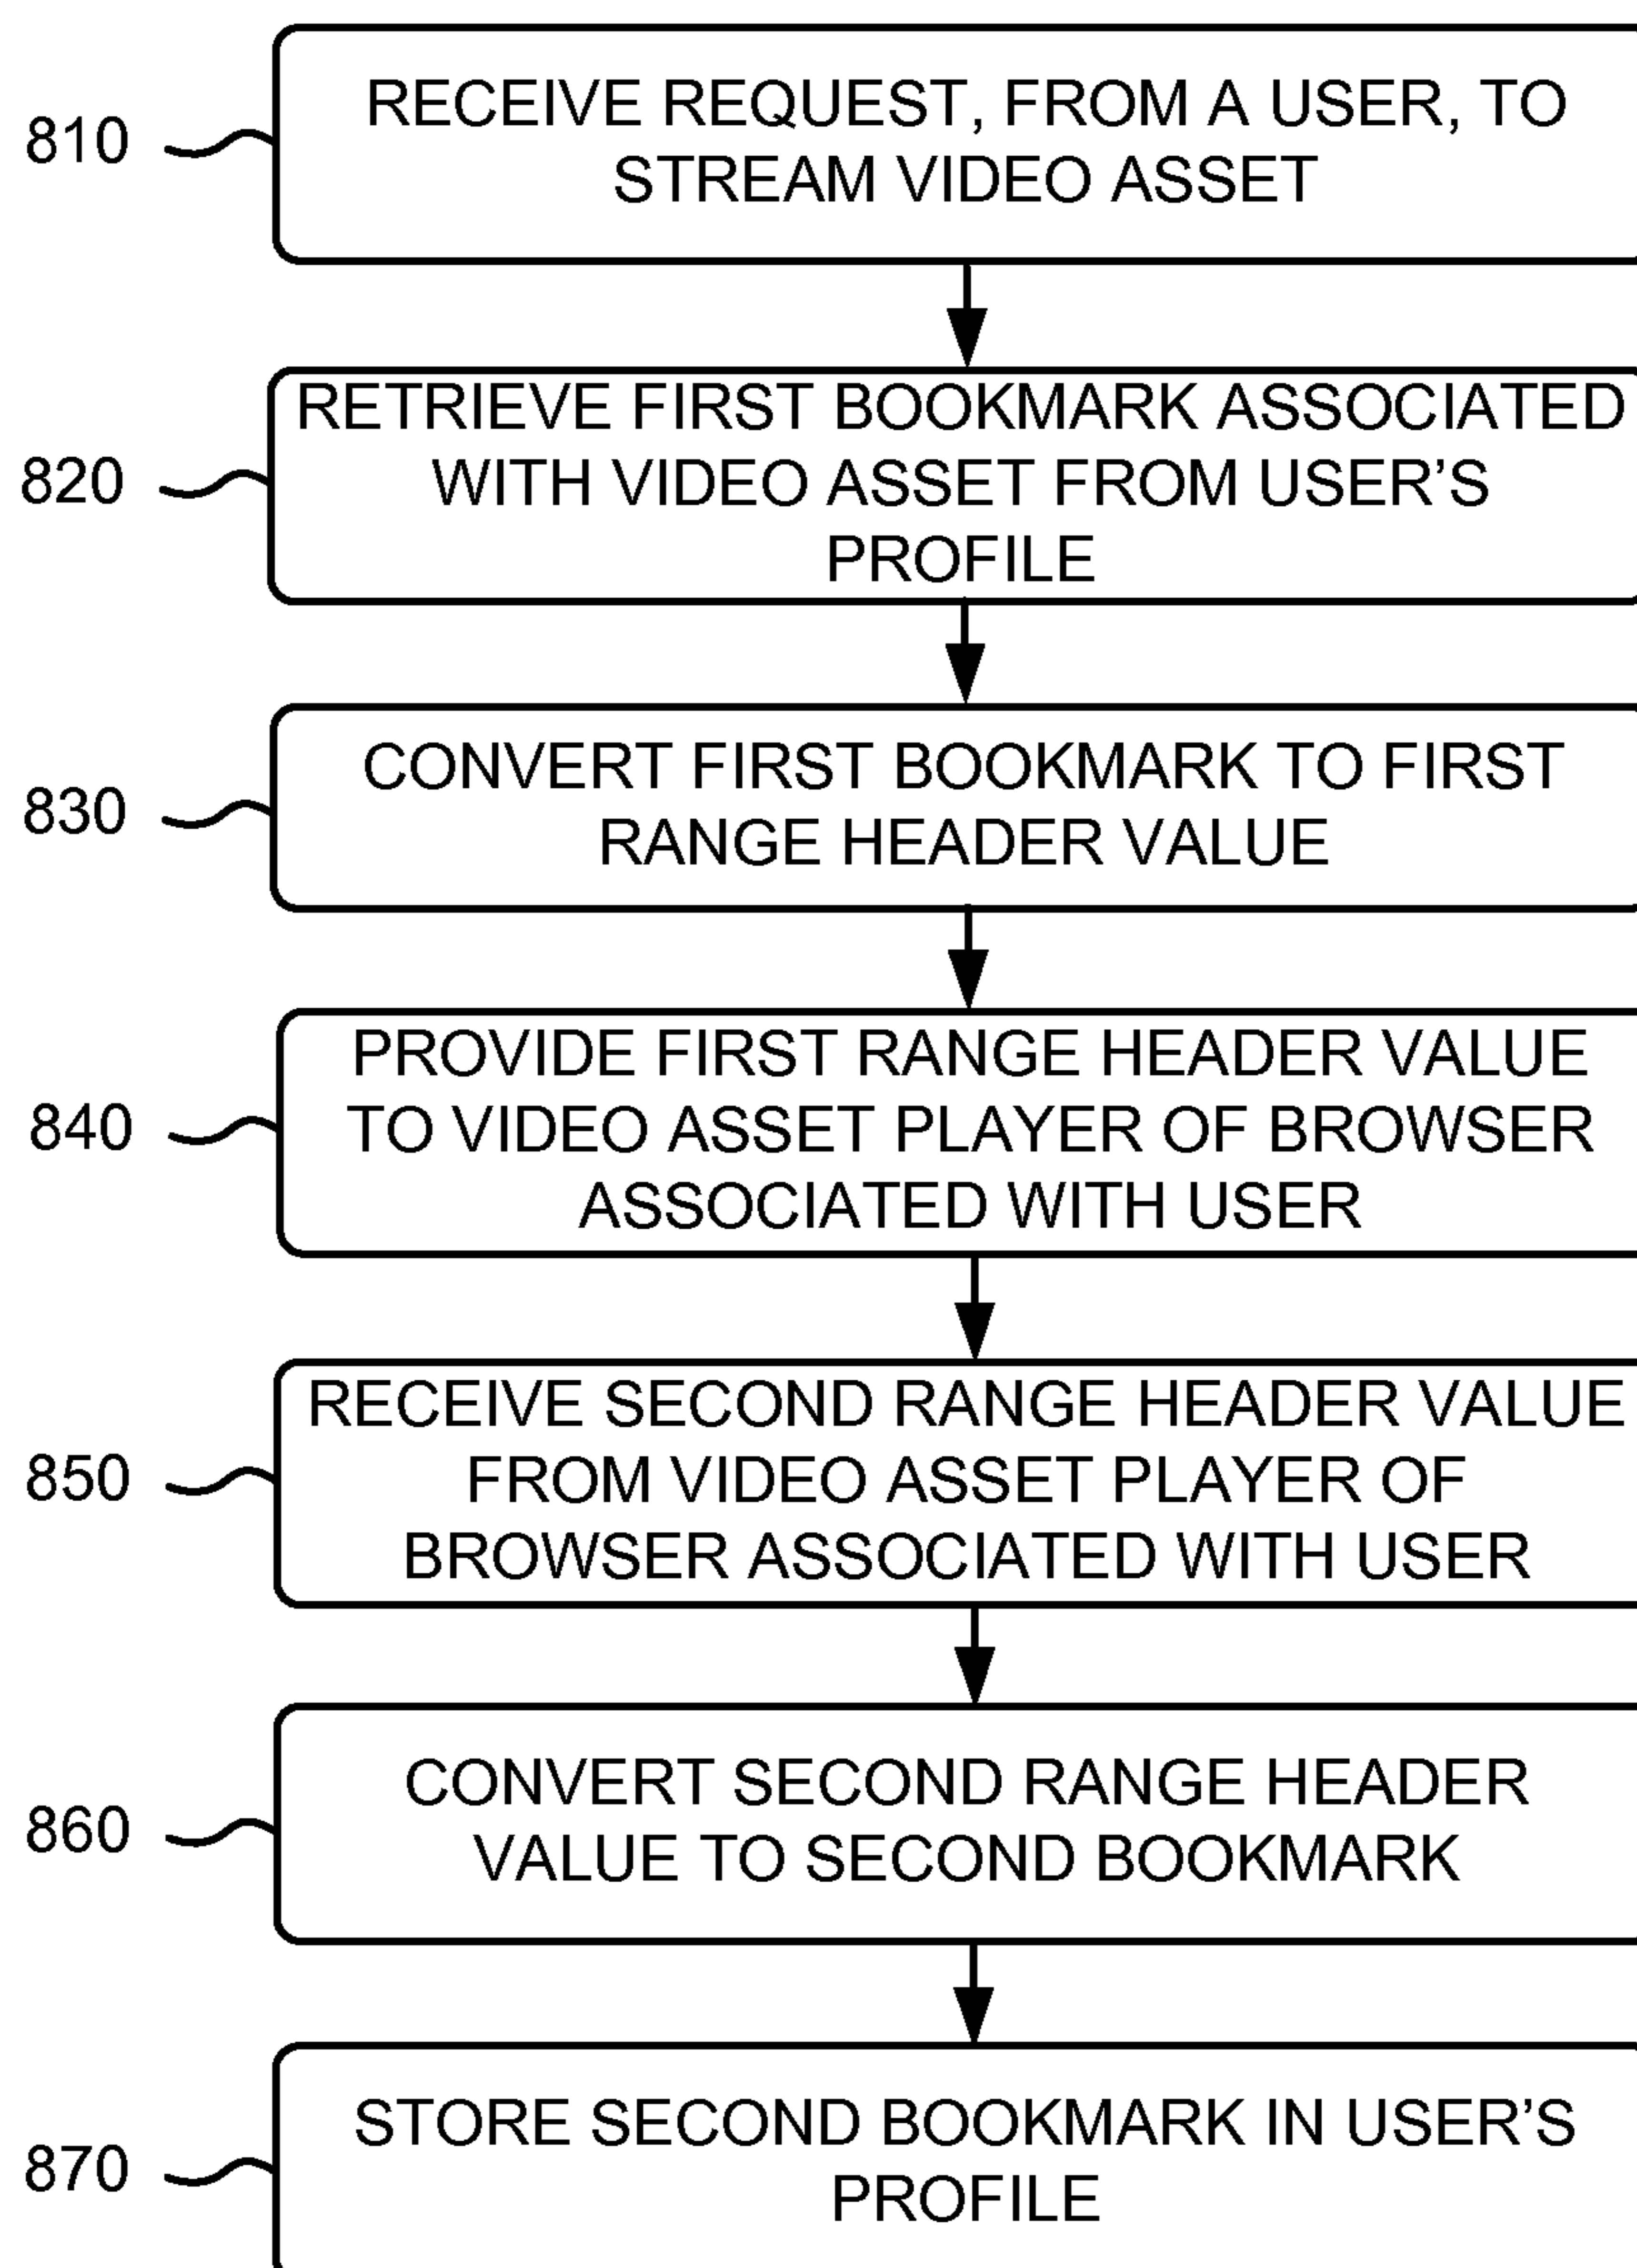 810
RECEIVE REQUEST, FROM A USER, TO
STREAM VIDEO ASSET
820
RETRIEVE FIRST BOOKMARK ASSOCIATED
WITH VIDEO ASSET FROM USER’S
PROFILE
830
CONVERT FIRST BOOKMARK TO FIRST
RANGE HEADER VALUE
840
PROVIDE FIRST RANGE HEADER VALUE
TO VIDEO ASSET PLAYER OF BROWSER
ASSOCIATED WITH USER
850
RECEIVE SECOND RANGE HEADER VALUE
FROM VIDEO ASSET PLAYER OF
BROWSER ASSOCIATED WITH USER
860
CONVERT SECOND RANGE HEADER
VALUE TO SECOND BOOKMARK
870
STORE SECOND BOOKMARK IN USER’S
PROFILE